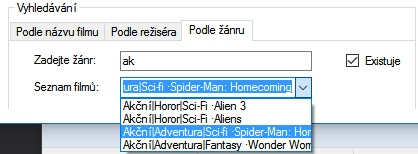 Vyhledávání
Podle názvu filmu Podle režiséra Podle žánru
Zadejte žánr: ak Existuje
Seznam filmů: ura|Sci-fi ·Spider-Man: Homecoming
Akční|Horor|Sci-Fi ·Alien 3
Akční|Horor|Sci-Fi ·Aliens
Akční|Adventura|Sci-fi ·Spider-Man: Hor
Akční|Adventura|Fantasy ·Wonder Wom